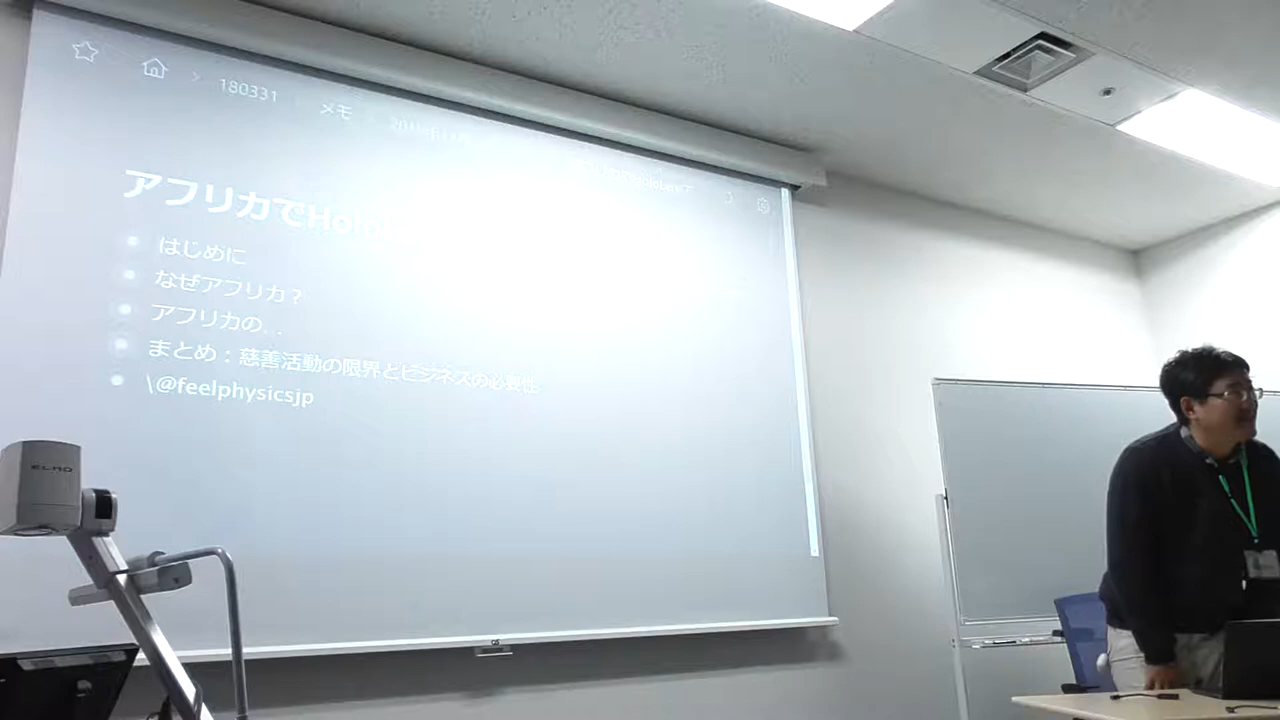 180331 メモ
アフリカでHolo
はじめに
なぜアフリカ？
アフリカの...
まとめ：慈善活動の限界とビジネスの必要性
\@feelphysicsjp
ELMO
OS